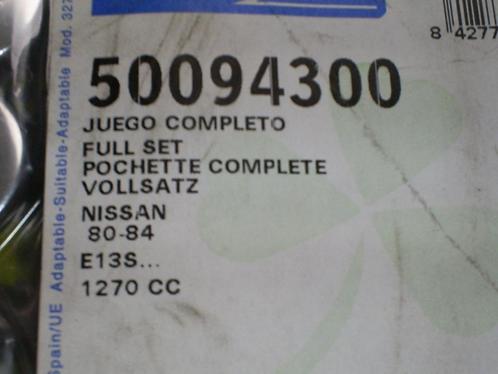 8 4277
50094300
JUEGO COMPLETO
FULL SET
POCHETTE COMPLETE
VOLLSATZ
NISSAN
80-84
E13S...
1270 CC
Spain/UE Adaptable-Suitable-Adaptable Mod. 327